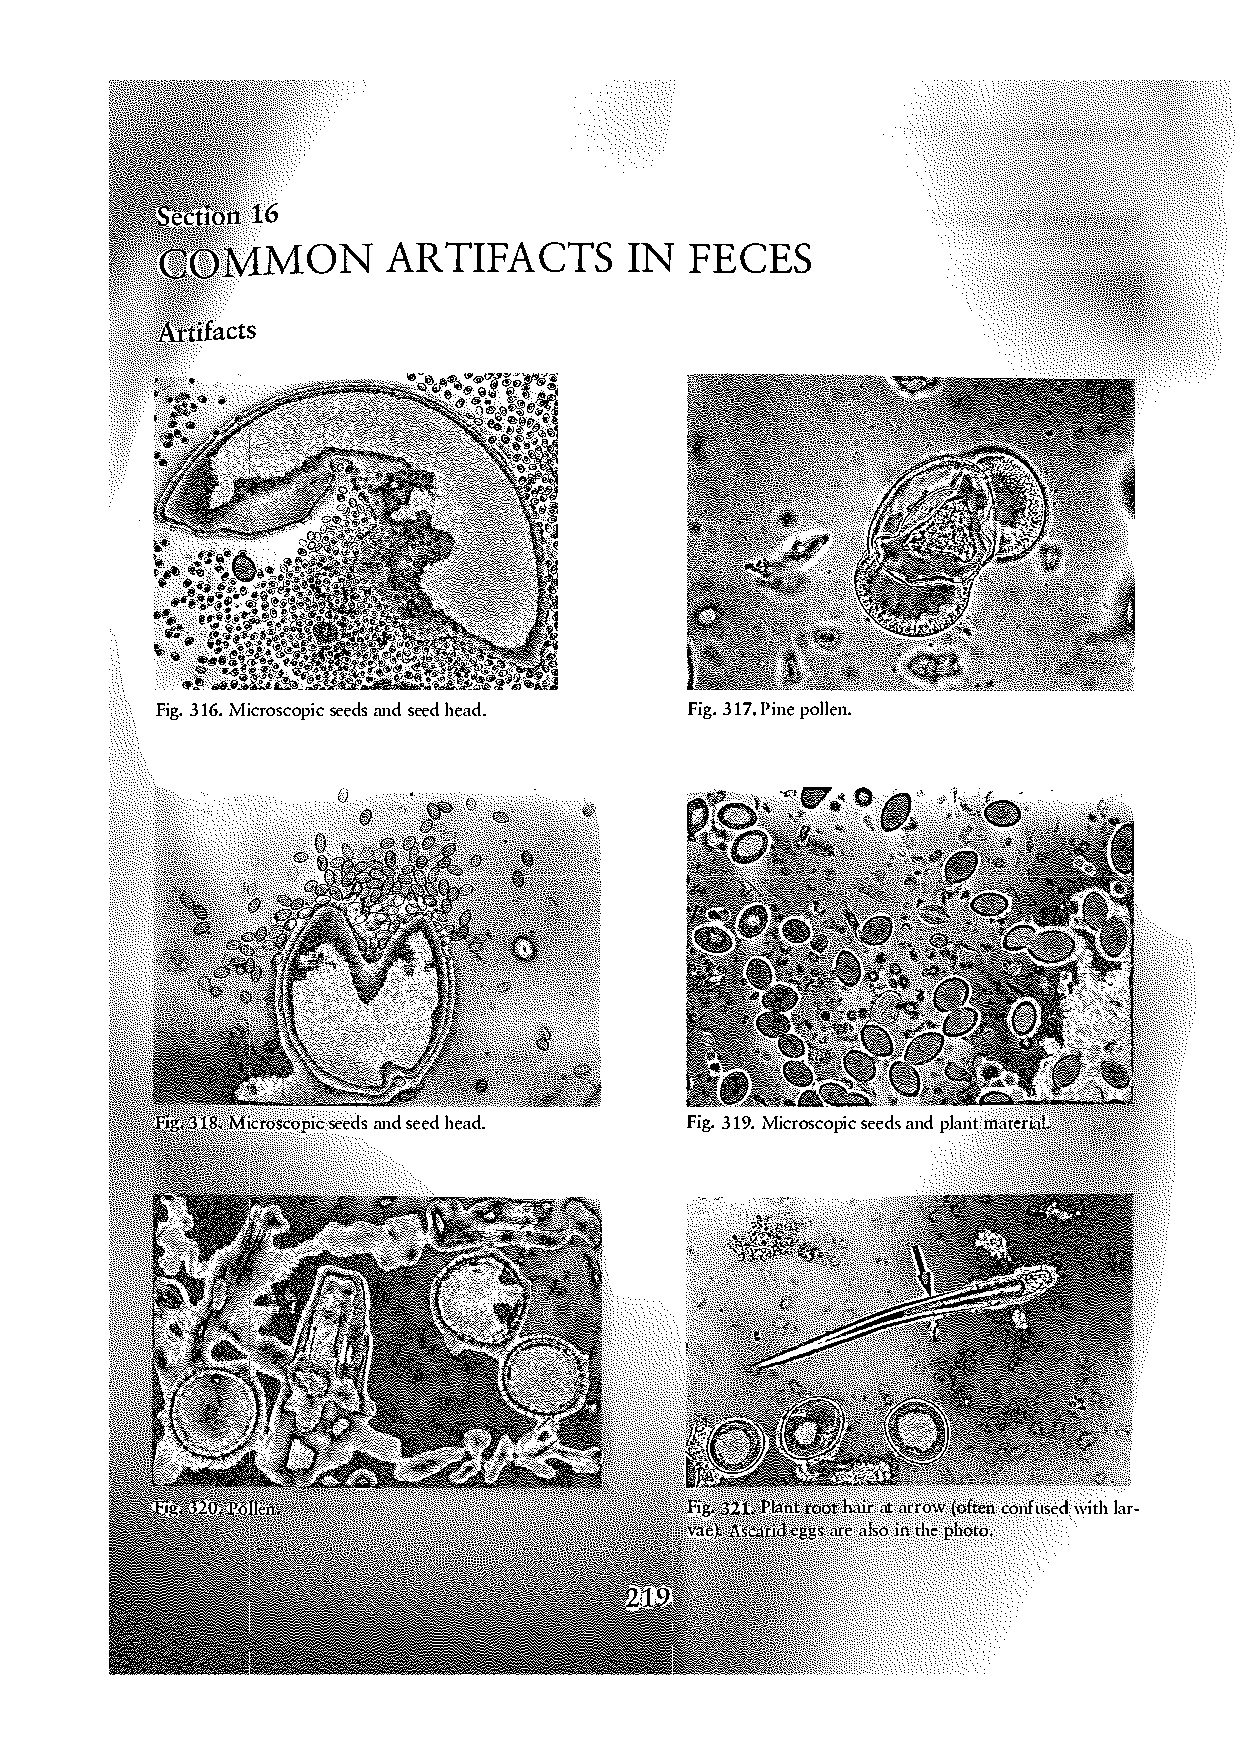 Section 16
COMMON ARTIFACTS IN FECES
Artifacts
Fig. 316. Microscopic seeds and seed head.
Fig. 317. Pine pollen.
Fig. 318. Microscopic seeds and seed head.
Fig. 319. Microscopic seeds and plant material.
Fig. 320. Pollen.
Fig. 321. Plant root hair at arrow (often confused with lar-
vae). Ascarid eggs are also in the photo.
219